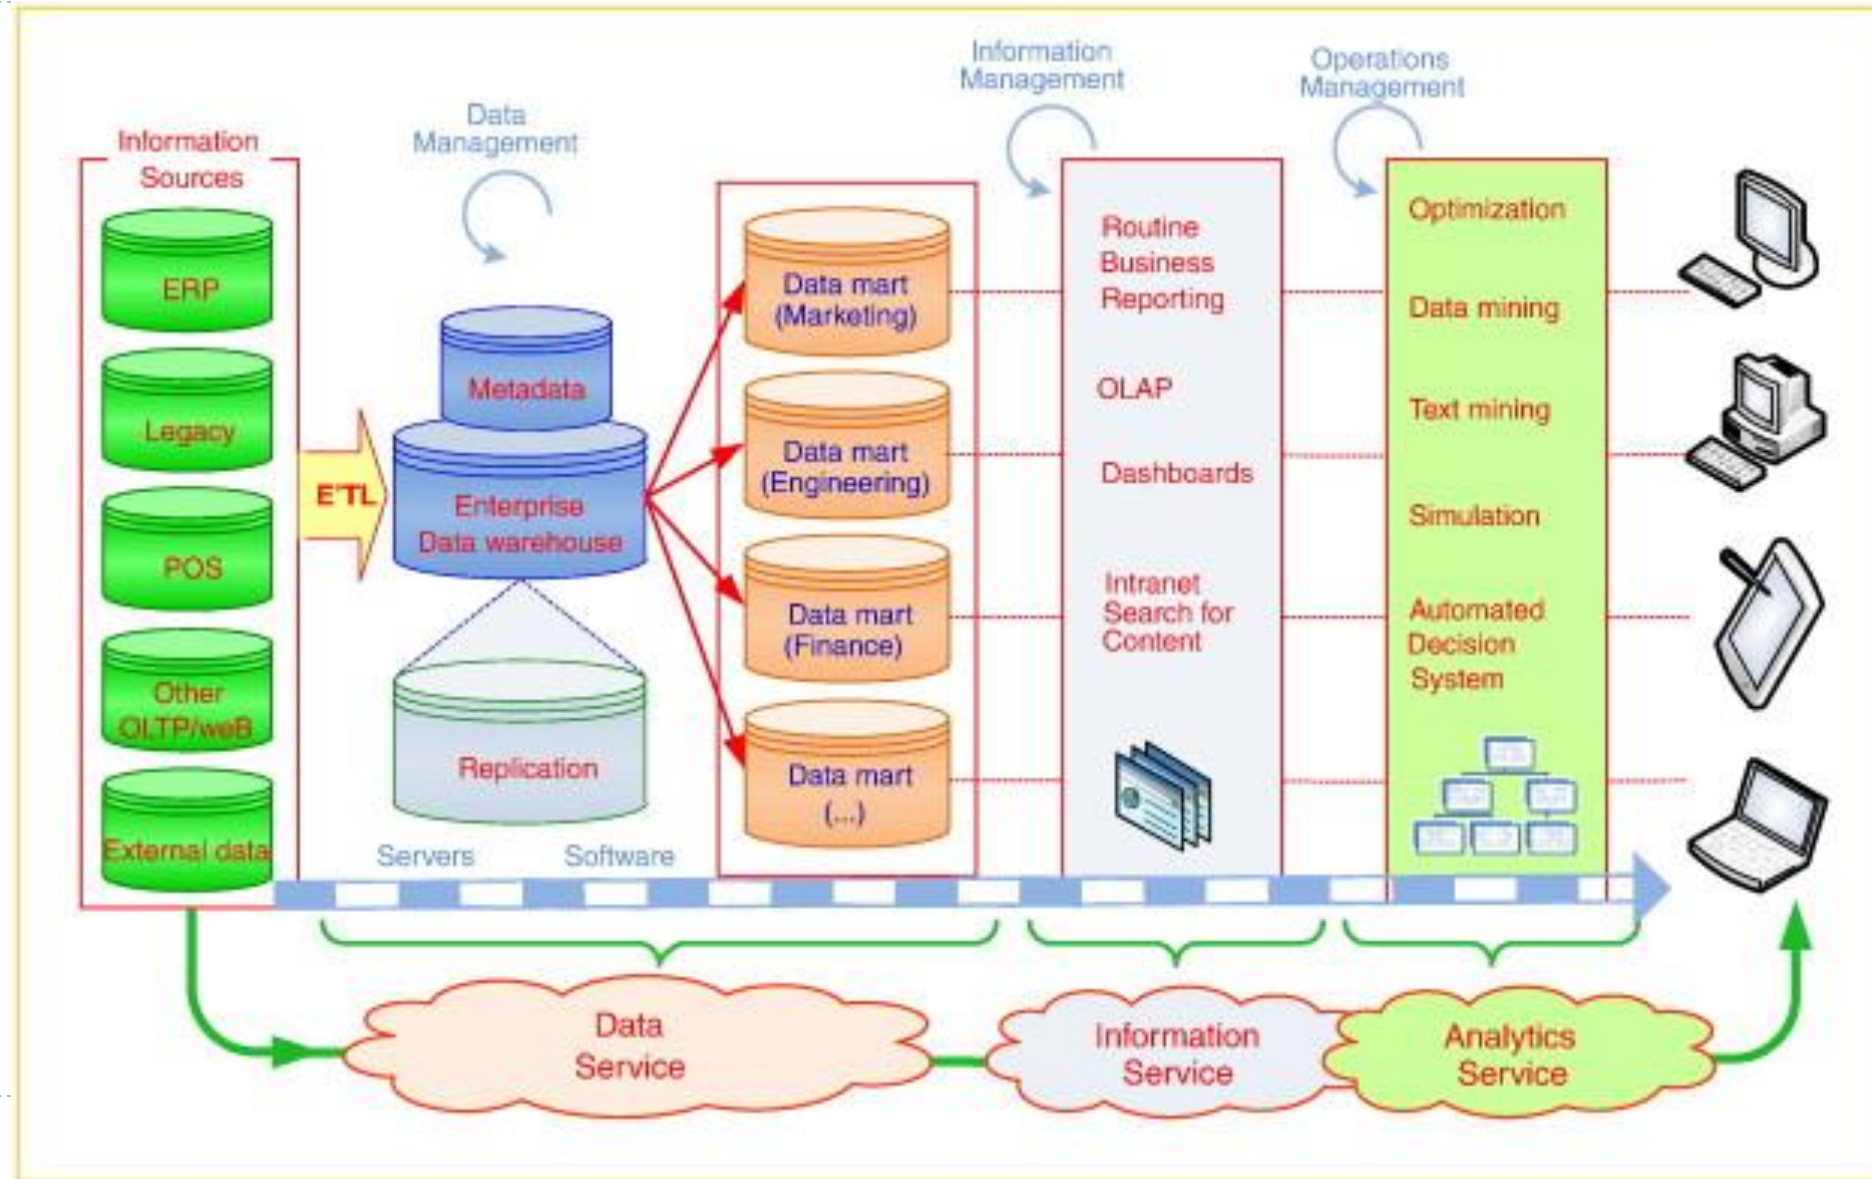 Information
Sources
ERP
Legacy
POS
Other
OLTP/weB
External data
E'TL
Data
Management
Metadata
Enterprise
Data warehouse
Replication
Servers
Software
Data mart
(Marketing)
Data mart
(Engineering)
Data mart
(Finance)
Data mart
(...)
Information
Management
Routine
Business
Reporting
OLAP
Dashboards
Intranet
Search for
Content
Operations
Management
Optimization
Data mining
Text mining
Simulation
Automated
Decision
System
Data
Service
Information
Service
Analytics
Service